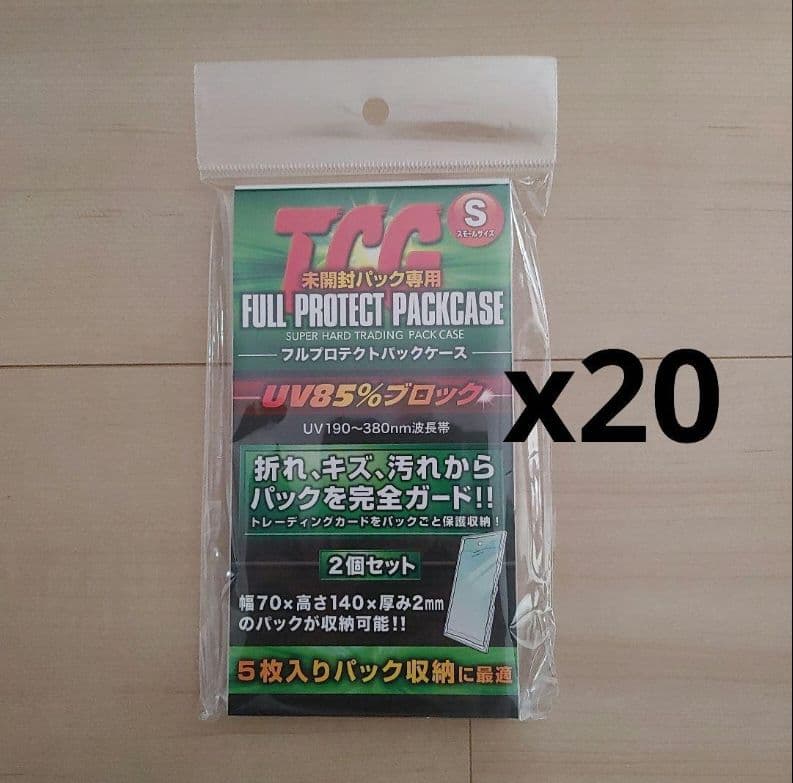 TCG
S
スモールサイズ
未開封パック専用
FULL PROTECT PACKCASE
SUPER HARD TRADING PACK CASE
フルプロテクトパックケース
UV85%ブロック
UV190〜380nm波長帯
x20
折れ、キズ、汚れから
パックを完全ガード!!
トレーディングカードをパックごと保護収納!
2個セット
幅70×高さ140×厚み2mm
のパックが収納可能!!
5枚入りパック収納に最適